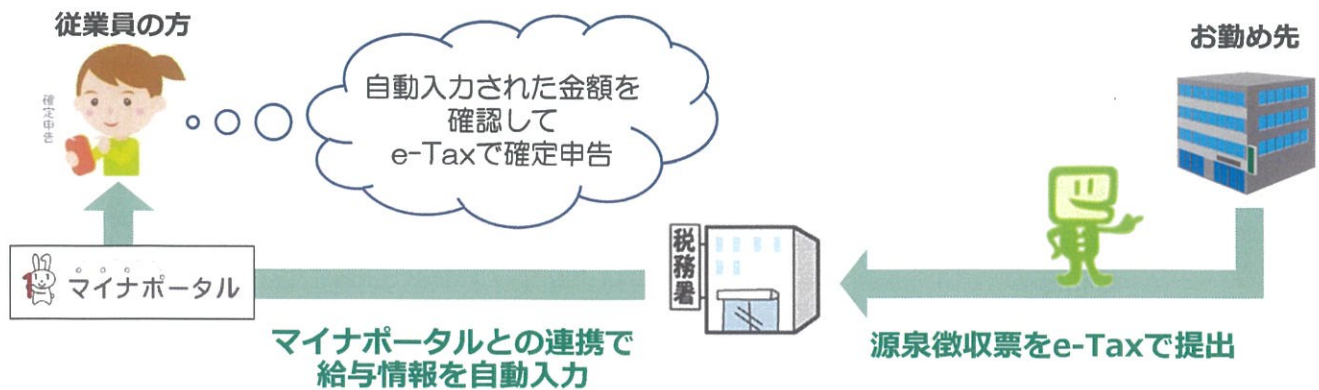 従業員の方
お勤め先
確定申告
自動入力された金額を
確認して
e-Taxで確定申告
税務署
マイナポータル
マイナポータルとの連携で
給与情報を自動入力
源泉徴収票をe-Taxで提出